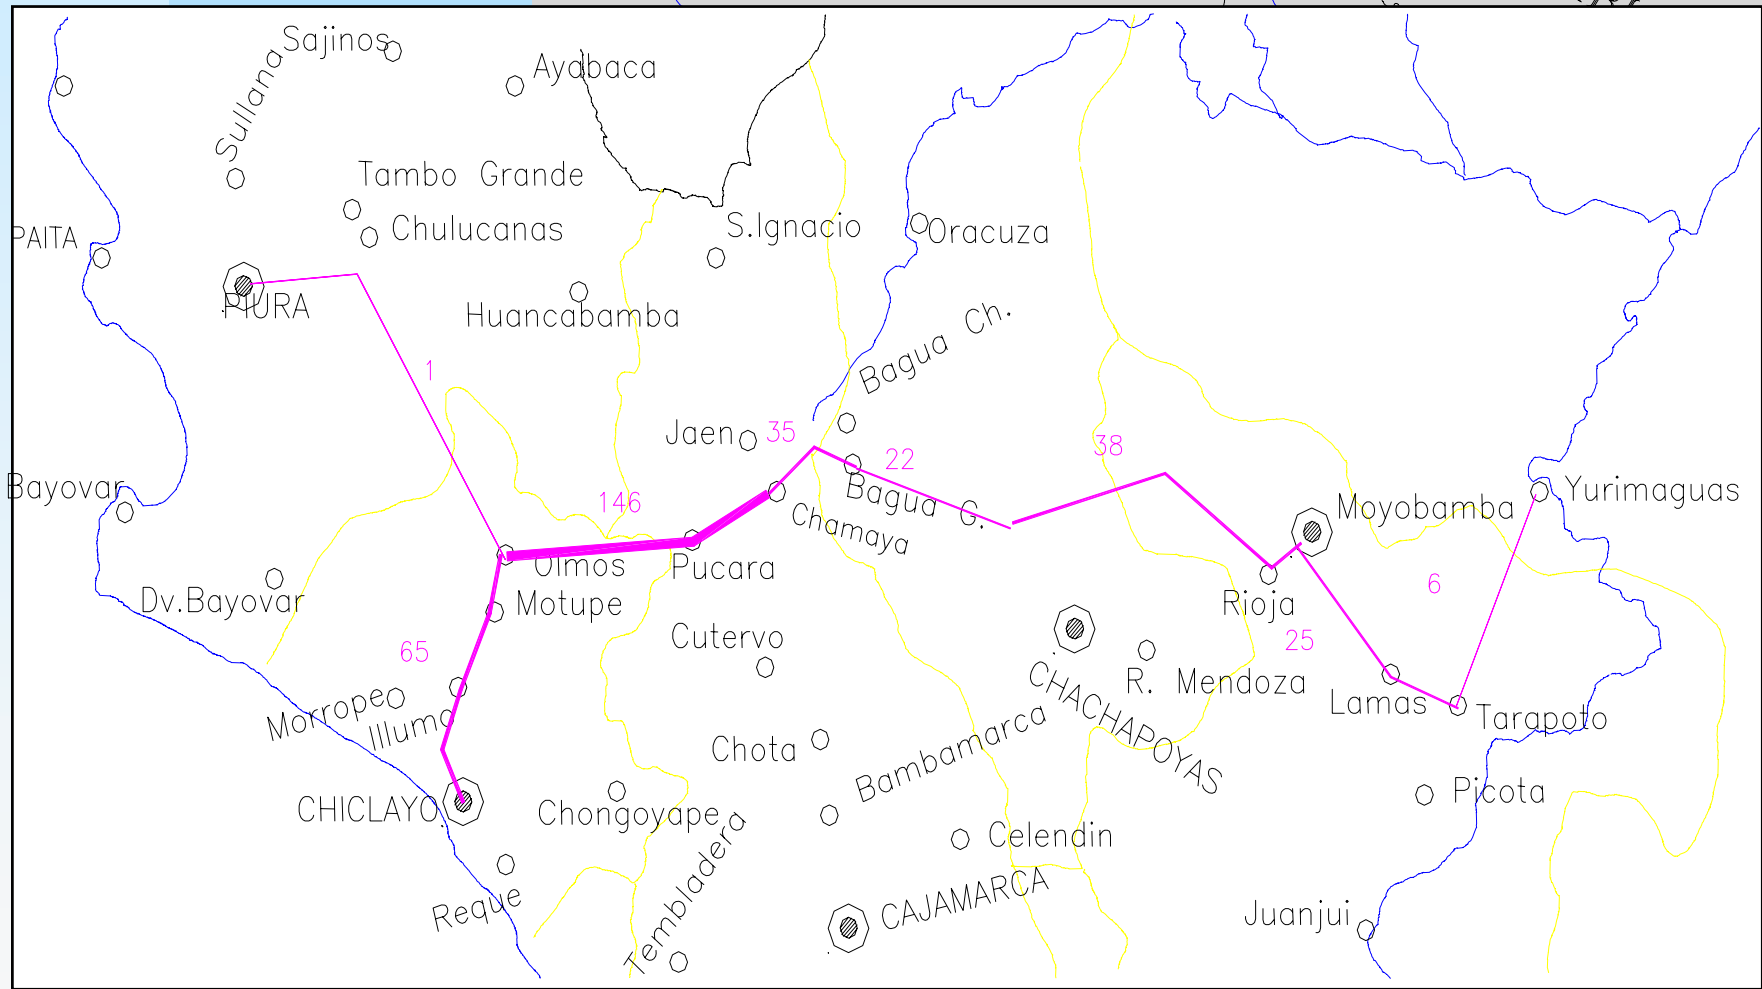 Sajinos
Ayabaca
Sullana
Tambo Grande
Chulucanas
S.Ignacio
Oracuza
PAITA
PIURA
Huancabamba
Bagua Ch.
1
Jaen
35
22
38
Bayovar
146
Bagua G.
Chamaya
Moyobamba
Yurimaguas
Olmos
Pucara
Dv.Bayovar
Motupe
Rioja
6
Cutervo
65
25
R. Mendoza
CHACHAPOYAS
Lamas
Tarapoto
Morrope
Illumo
Chota
Bambamarca
CHICLAYO
Chongoyape
Picota
Tembladera
Celendin
Reque
CAJAMARCA
Juanjui